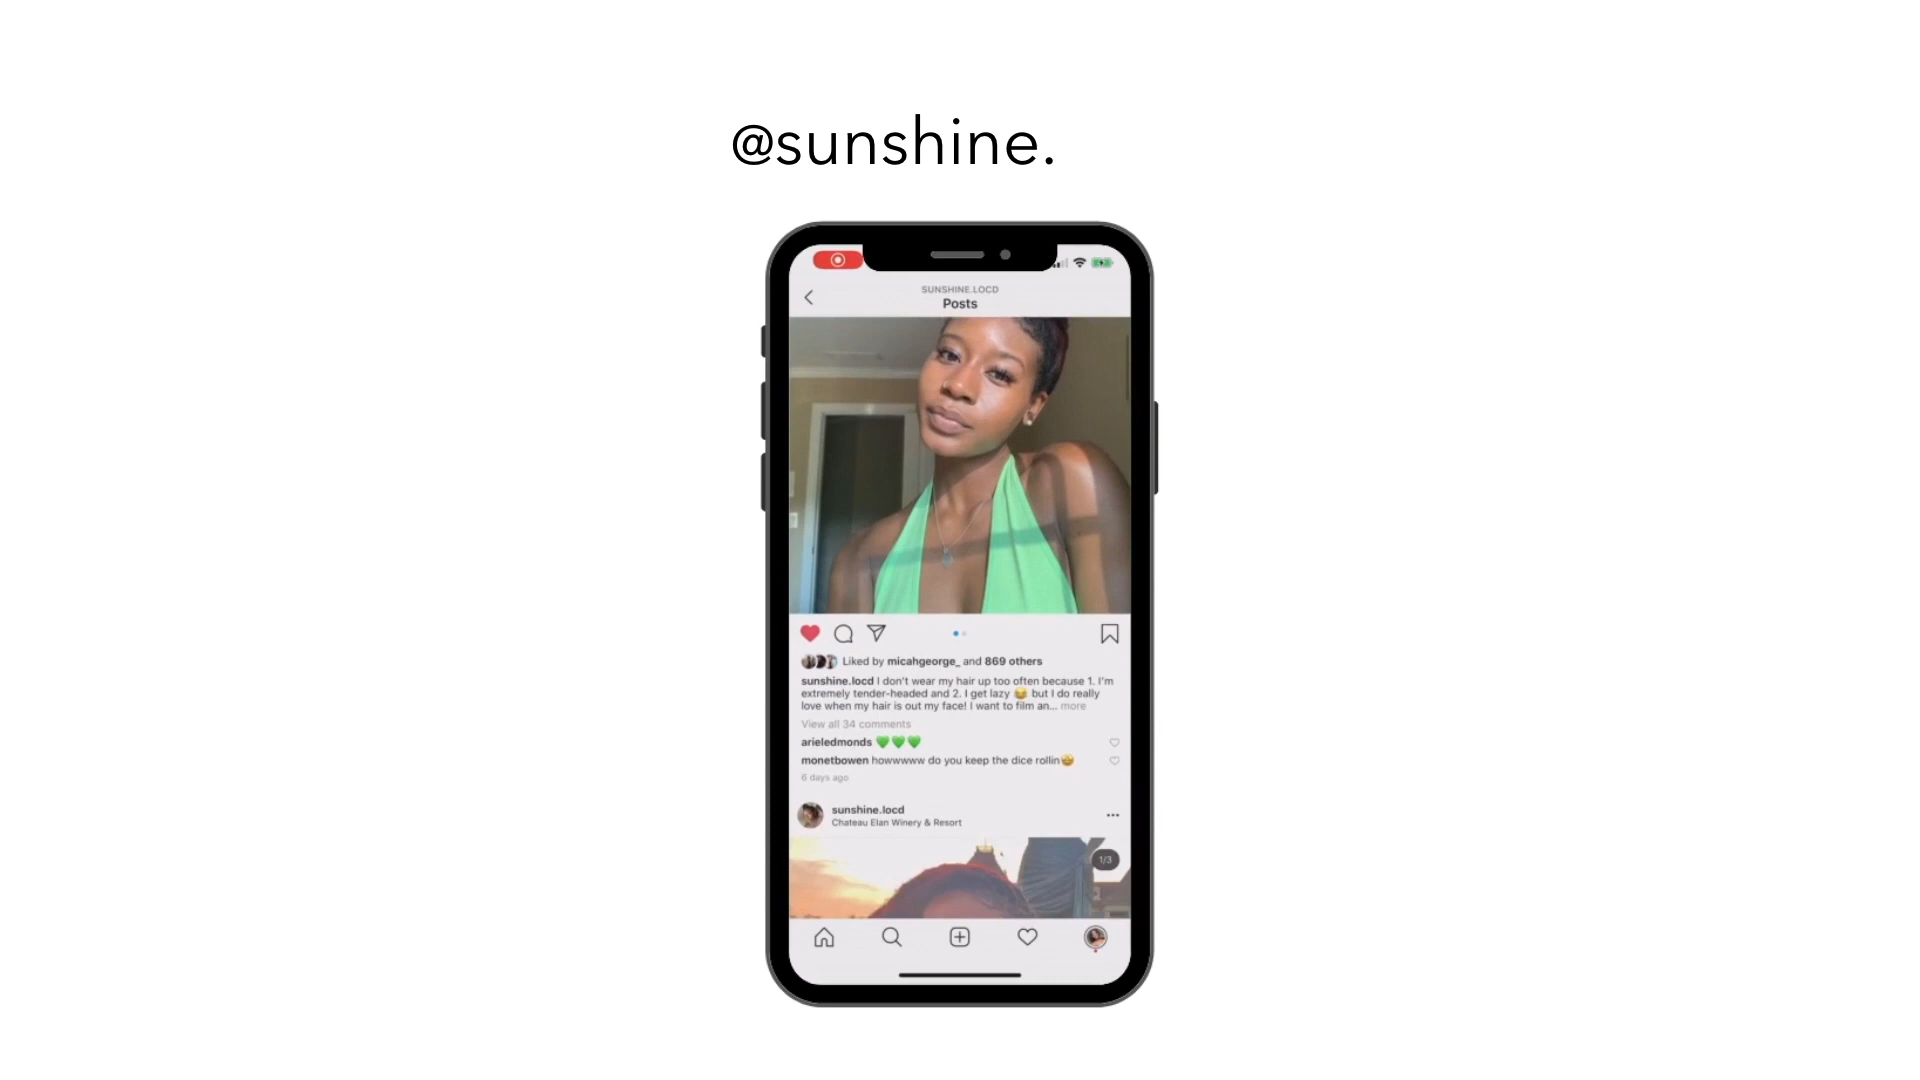 @sunshine.
SUNSHINE.LOCD
Posts
Liked by micahgeorge_ and 869 others
sunshine.locd I don't wear my hair up too often because 1. I'm
extremely tender-headed and 2. I get lazy 😂 but I do really
love when my hair is out my face! I want to film an... more
View all 34 comments
arieledmonds 💚💚💚
monetbowen howwwww do you keep the dice rollin🤩
6 days ago
sunshine.locd
Chateau Elan Winery & Resort
1/3